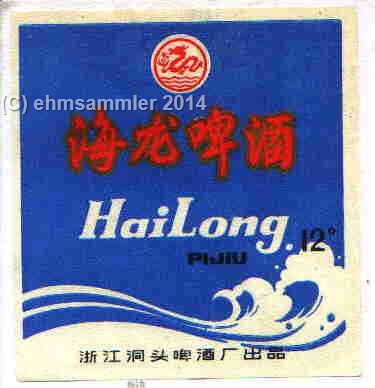 (C) ehmsammler 2014
海龙啤酒
HaiLong
12°
PIJIU
浙江洞头啤酒厂出品